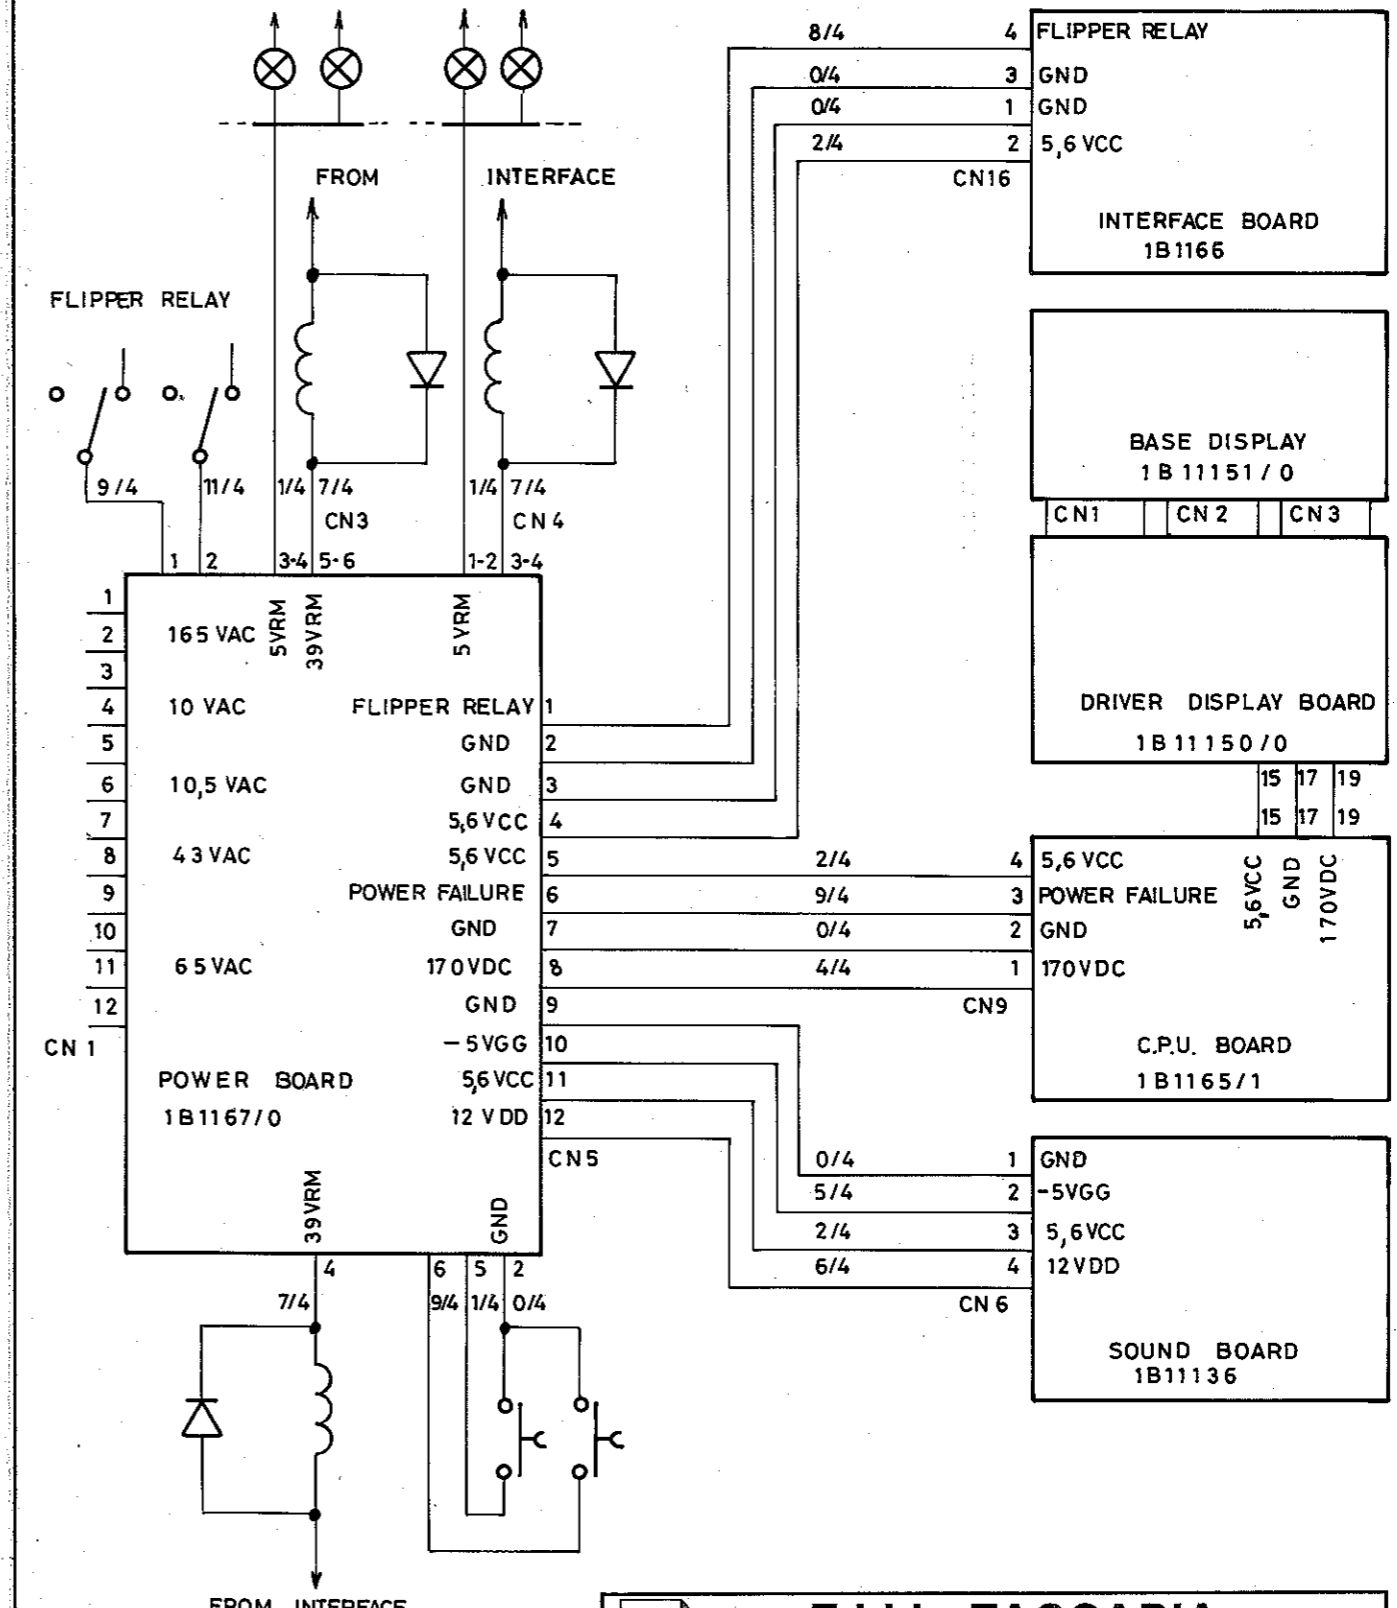 8/4 4 FLIPPER RELAY
0/4 3 GND
0/4 1 GND
2/4 2 5,6 VCC
CN16
INTERFACE BOARD
1B1166
FROM INTERFACE
FLIPPER RELAY
9/4 11/4 1/4 7/4 1/4 7/4
CN3 CN4
1 2 3-4 5-6 1-2 3-4
BASE DISPLAY
1B11151/0
CN1 CN2 CN3
DRIVER DISPLAY BOARD
1B11150/0
15 17 19
15 17 19
5,6VCC GND 170VDC
1
2 165 VAC
3
4 10 VAC
5
6 10,5 VAC
7
8 43 VAC
9
10
11 65 VAC
12
CN 1
5VRM 39VRM 5VRM
FLIPPER RELAY 1
GND 2
GND 3
5,6 VCC 4
5,6 VCC 5
POWER FAILURE 6
GND 7
170VDC 8
GND 9
-5VGG 10
5,6 VCC 11
12 VDD 12
CN5
POWER BOARD
1B1167/0
39VRM GND
2/4 4 5,6 VCC
9/4 3 POWER FAILURE
0/4 2 GND
4/4 1 170VDC
CN9
C.P.U. BOARD
1B1165/1
0/4 1 GND
5/4 2 -5VGG
2/4 3 5,6VCC
6/4 4 12VDD
CN 6
SOUND BOARD
1B11136
4 6 5 2
7/4 9/4 1/4 0/4
FROM INTERFACE